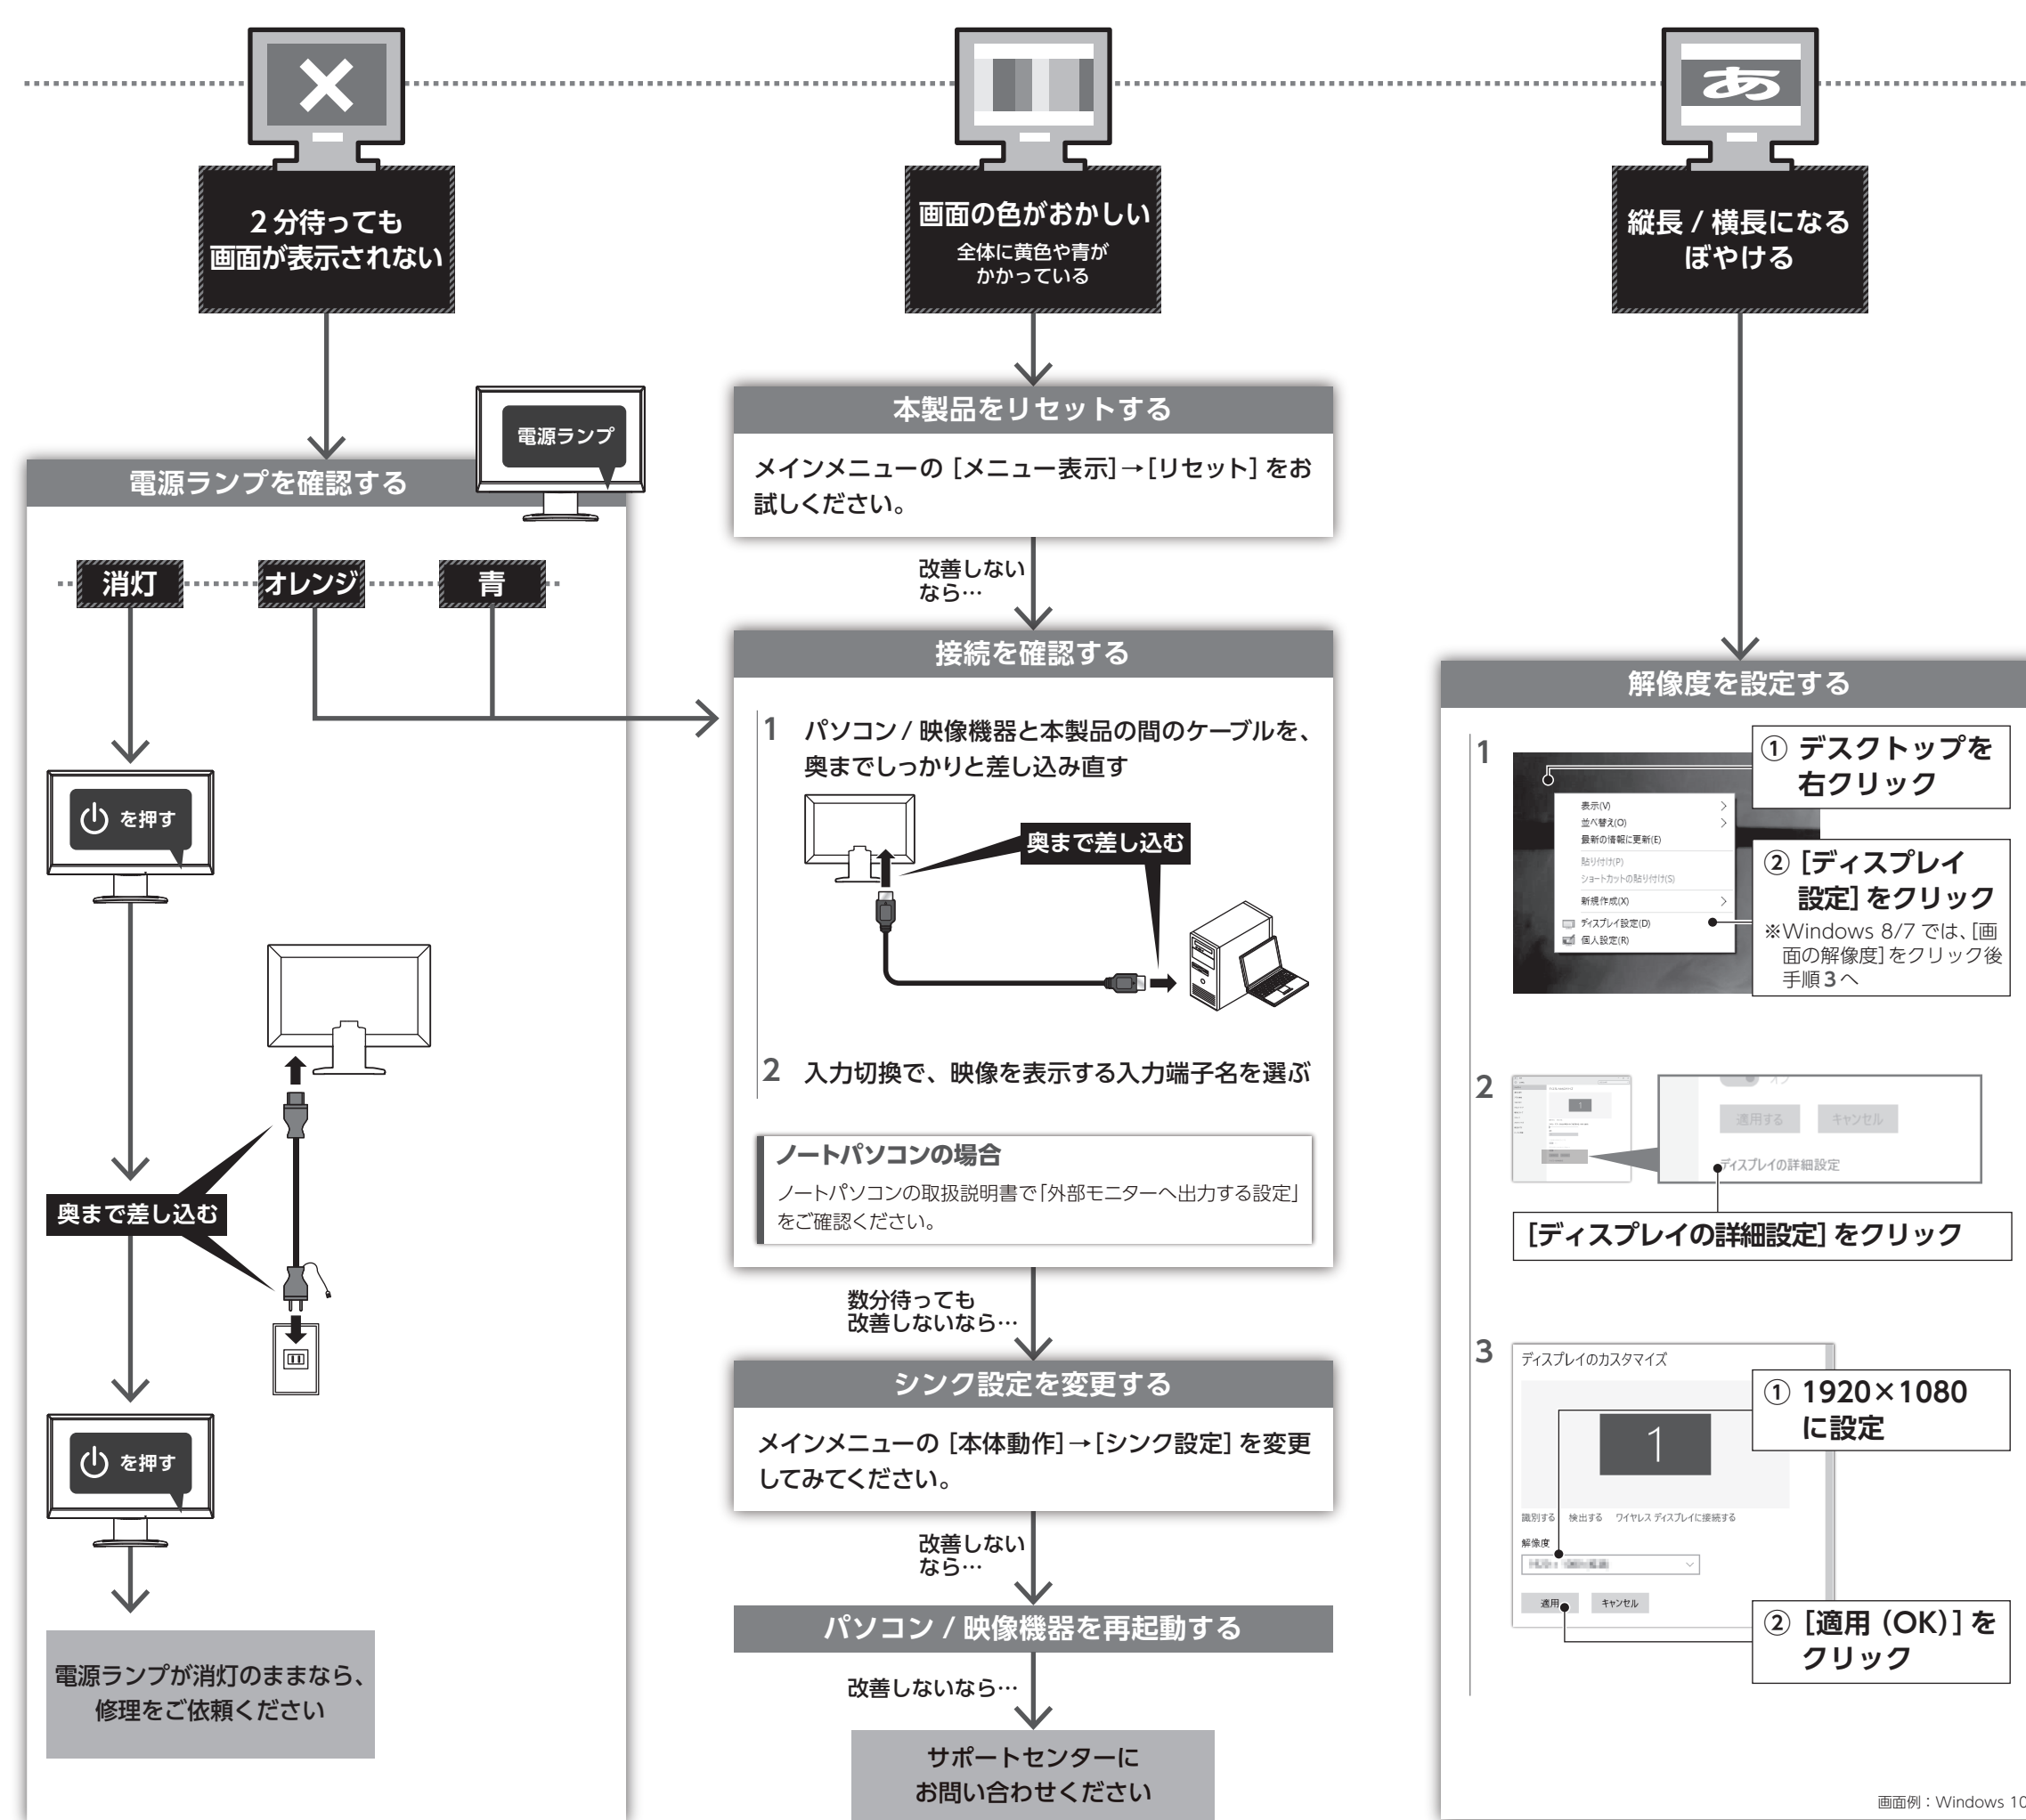 2分待っても
画面が表示されない
電源ランプ
電源ランプを確認する
消灯
オレンジ
青
を押す
奥まで差し込む
を押す
電源ランプが消灯のままなら、
修理をご依頼ください
画面の色がおかしい
全体に黄色や青が
かかっている
本製品をリセットする
メインメニューの［メニュー表示］→［リセット］をお
試しください。
改善しない
なら…
接続を確認する
1 パソコン / 映像機器と本製品の間のケーブルを、
奥までしっかりと差し込み直す
奥まで差し込む
2 入力切換で、映像を表示する入力端子名を選ぶ
ノートパソコンの場合
ノートパソコンの取扱説明書で「外部モニターへ出力する設定」
をご確認ください。
数分待っても
改善しないなら…
シンク設定を変更する
メインメニューの［本体動作］→［シンク設定］を変更
してみてください。
改善しない
なら…
パソコン / 映像機器を再起動する
改善しないなら…
サポートセンターに
お問い合わせください
あ
縦長 / 横長になる
ぼやける
解像度を設定する
1
① デスクトップを
右クリック
表示(V)
並べ替え(O)
最新の情報に更新(E)
貼り付け(P)
ショートカットの貼り付け(S)
新規作成(X)
ディスプレイ設定(D)
個人設定(R)
② ［ディスプレイ
設定］をクリック
※Windows 8/7 では、［画
面の解像度］をクリック後
手順3へ
2
1
オフ
適用する キャンセル
ディスプレイの詳細設定
［ディスプレイの詳細設定］をクリック
3
ディスプレイのカスタマイズ
① 1920×1080
に設定
1
識別する 検出する ワイヤレス ディスプレイに接続する
解像度
適用 キャンセル
② ［適用（OK）］を
クリック
画面例：Windows 10